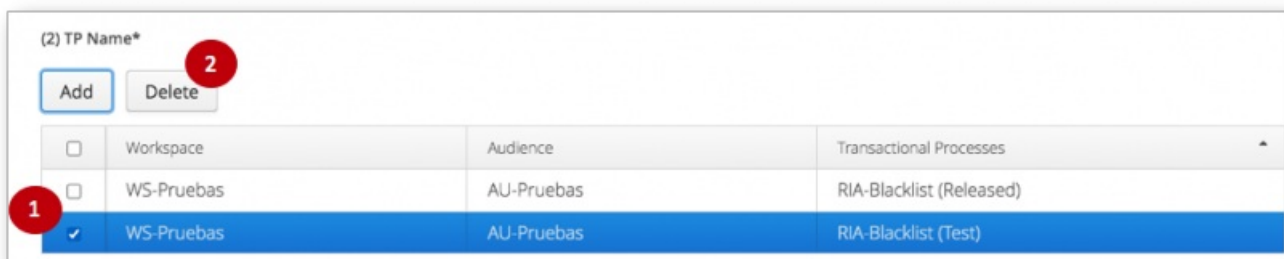 (2) TP Name*
2
Add Delete
Workspace Audience Transactional Processes
WS-Pruebas AU-Pruebas RIA-Blacklist (Released)
1
WS-Pruebas AU-Pruebas RIA-Blacklist (Test)